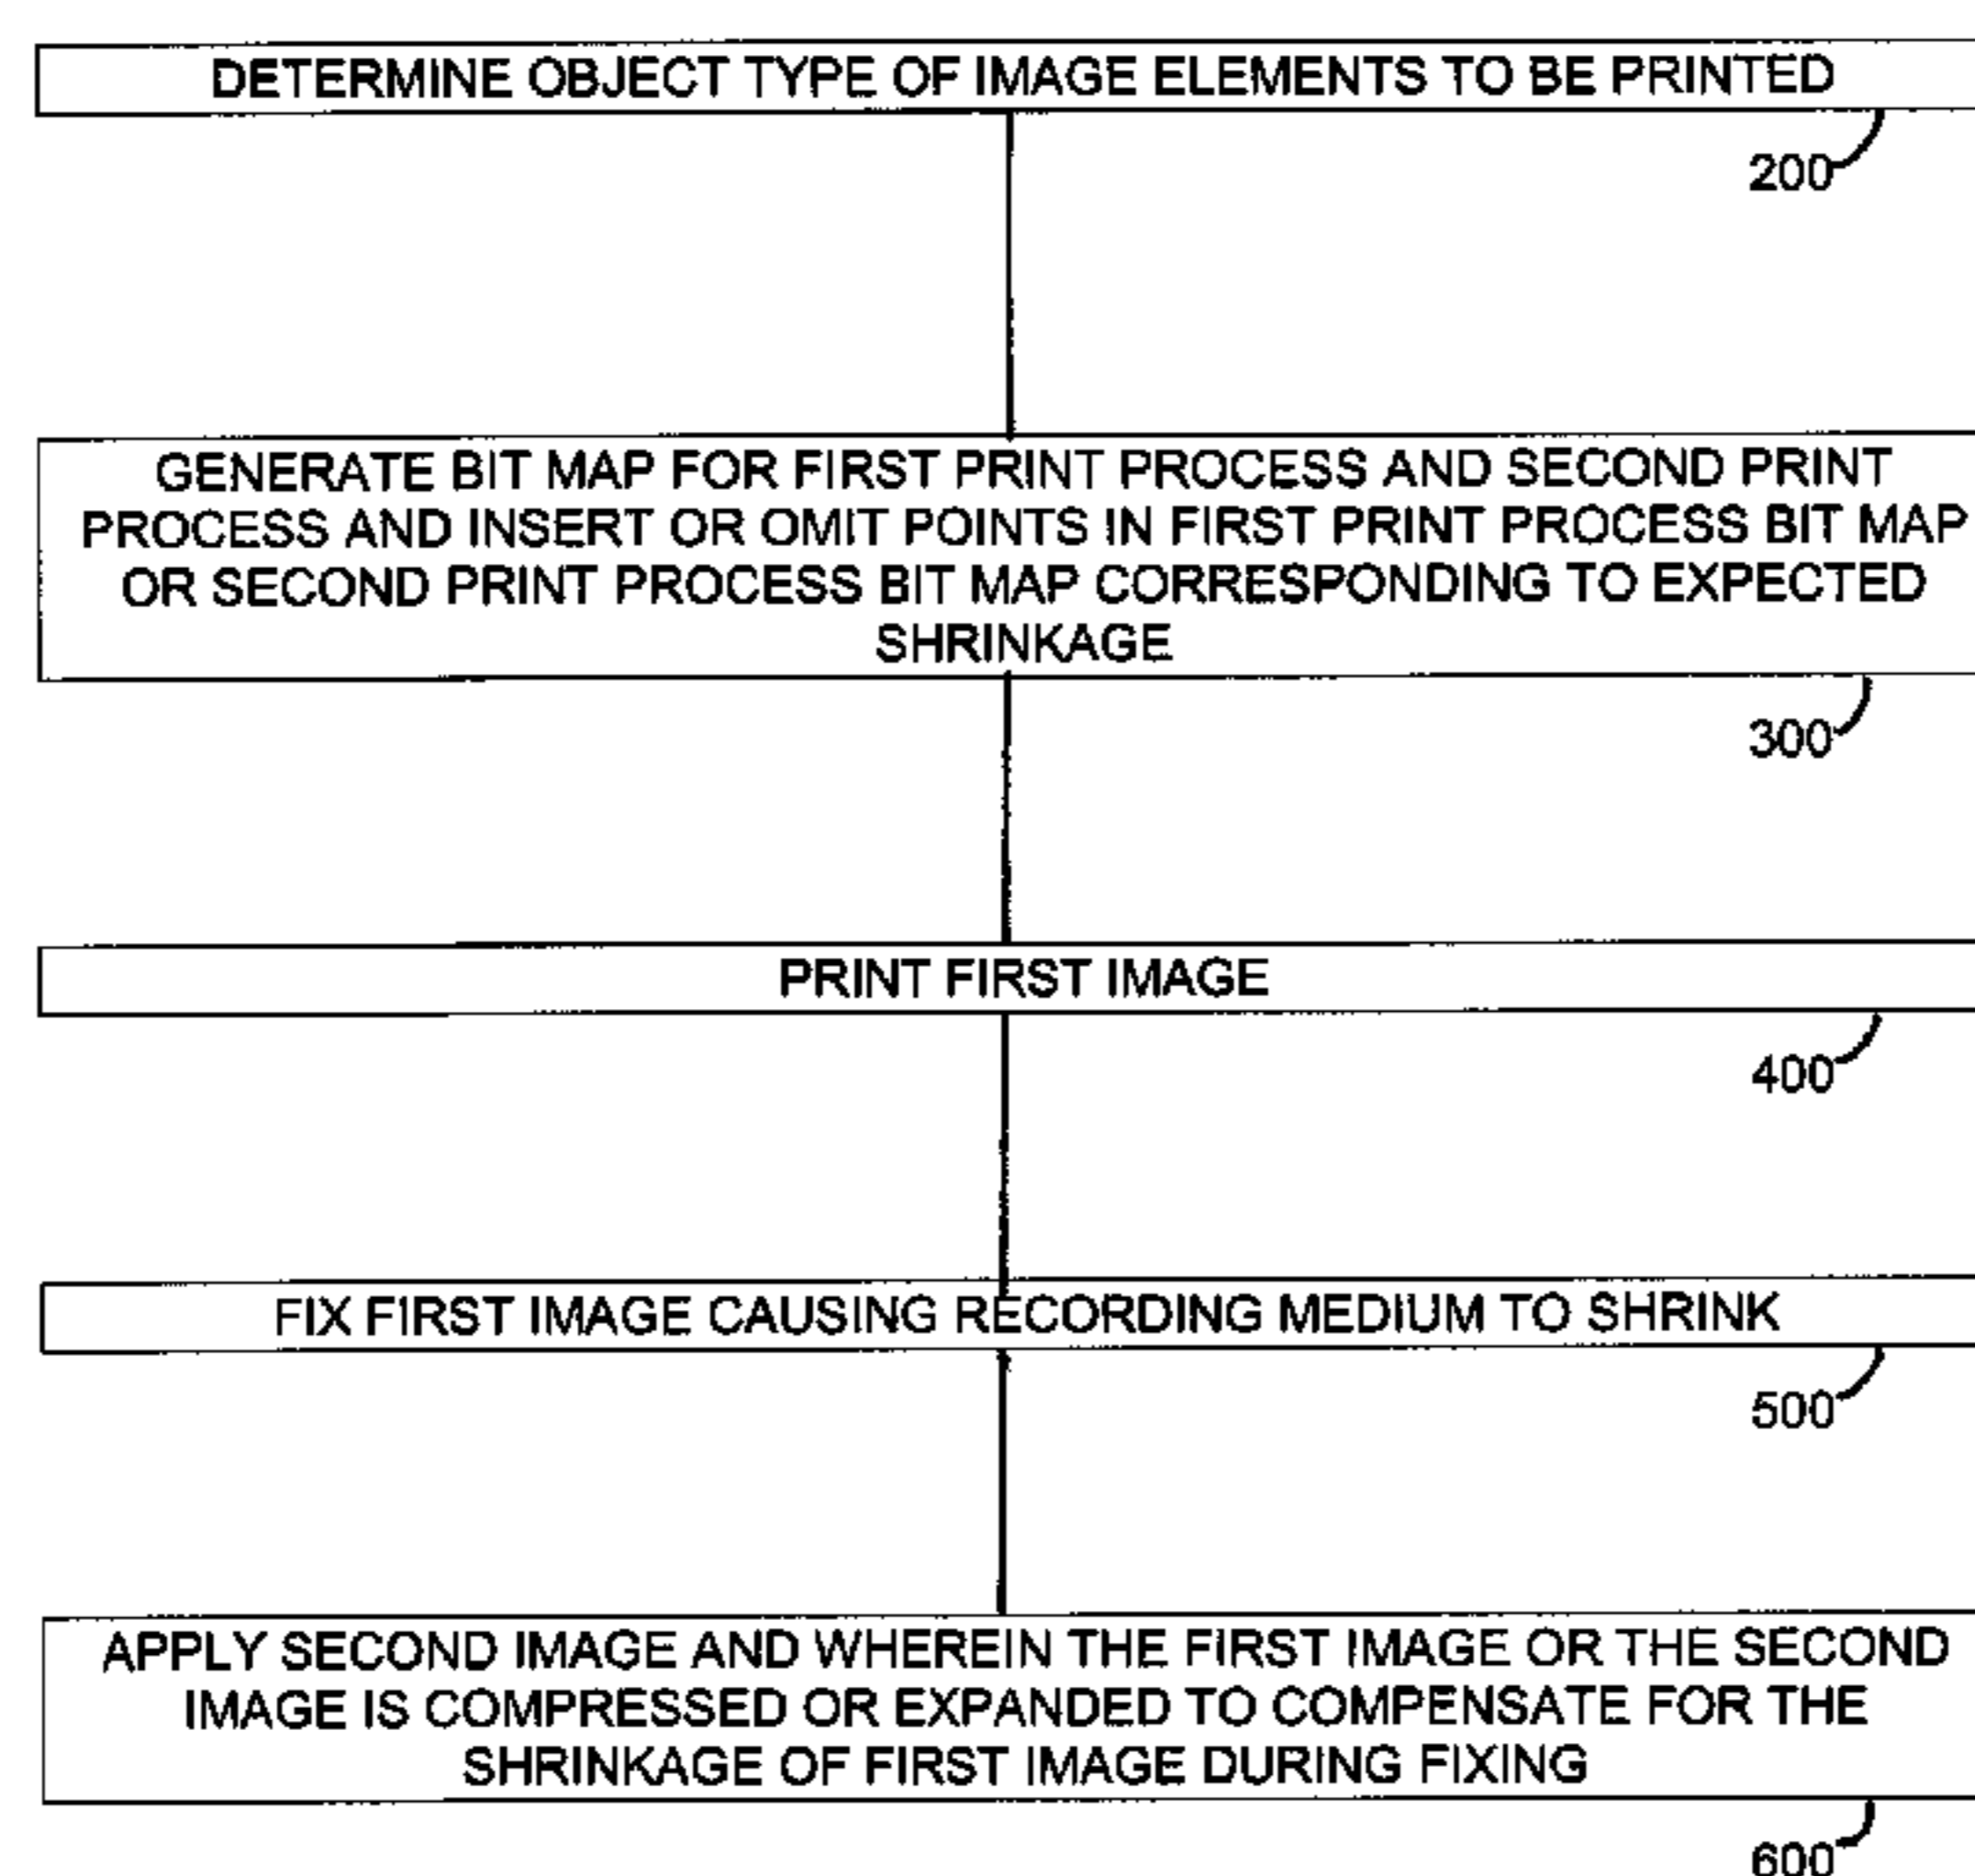 DETERMINE OBJECT TYPE OF IMAGE ELEMENTS TO BE PRINTED
200
GENERATE BIT MAP FOR FIRST PRINT PROCESS AND SECOND PRINT
PROCESS AND INSERT OR OMIT POINTS IN FIRST PRINT PROCESS BIT MAP
OR SECOND PRINT PROCESS BIT MAP CORRESPONDING TO EXPECTED
SHRINKAGE
300
PRINT FIRST IMAGE
400
FIX FIRST IMAGE CAUSING RECORDING MEDIUM TO SHRINK
500
APPLY SECOND IMAGE AND WHEREIN THE FIRST IMAGE OR THE SECOND
IMAGE IS COMPRESSED OR EXPANDED TO COMPENSATE FOR THE
SHRINKAGE OF FIRST IMAGE DURING FIXING
600